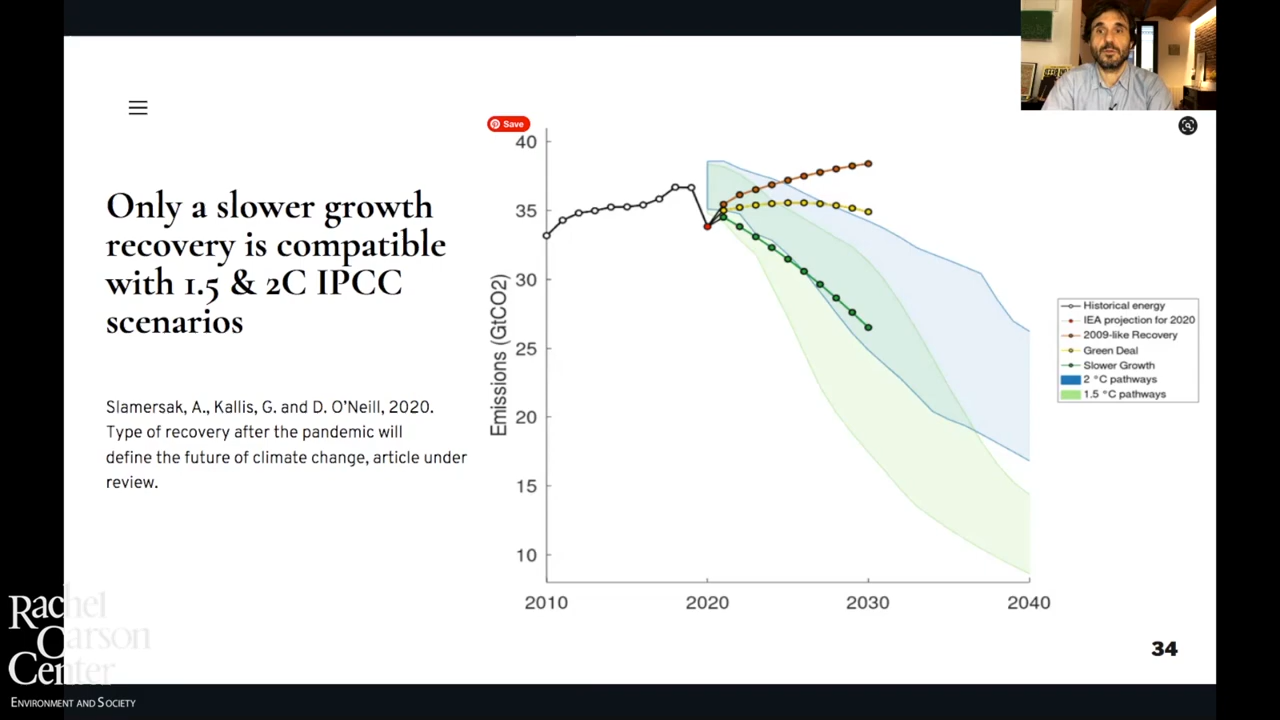 Only a slower growth
recovery is compatible
with 1.5 & 2C IPCC
scenarios
Slamersak, A., Kallis, G. and D. O'Neill, 2020.
Type of recovery after the pandemic will
define the future of climate change, article under
review.
Save
Emissions (GtCO2)
40
35
30
25
20
15
10
2010
2020
2030
2040
Historical energy
IEA projection for 2020
2009-like Recovery
Green Deal
Slower Growth
2 °C pathways
1.5 °C pathways
34
Rachel
Carson
Center
ENVIRONMENT AND SOCIETY